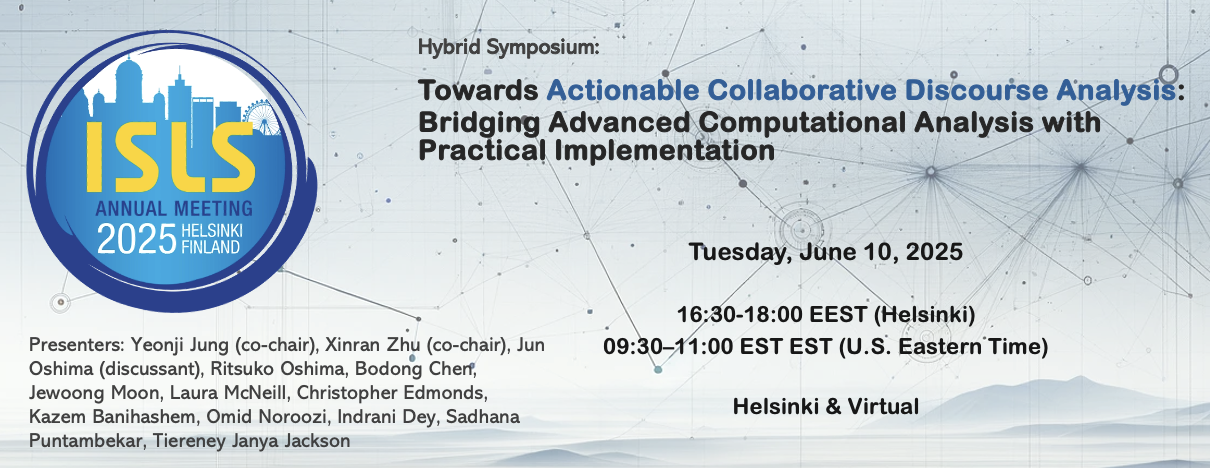 ISLS
ANNUAL MEETING
2025 HELSINKI
FINLAND
Hybrid Symposium:
Towards Actionable Collaborative Discourse Analysis:
Bridging Advanced Computational Analysis with
Practical Implementation
Tuesday, June 10, 2025
16:30-18:00 EEST (Helsinki)
09:30–11:00 EST EST (U.S. Eastern Time)
Helsinki & Virtual
Presenters: Yeonji Jung (co-chair), Xinran Zhu (co-chair), Jun
Oshima (discussant), Ritsuko Oshima, Bodong Chen,
Jewoong Moon, Laura McNeill, Christopher Edmonds,
Kazem Banihashem, Omid Noroozi, Indrani Dey, Sadhana
Puntambekar, Tiereney Janya Jackson